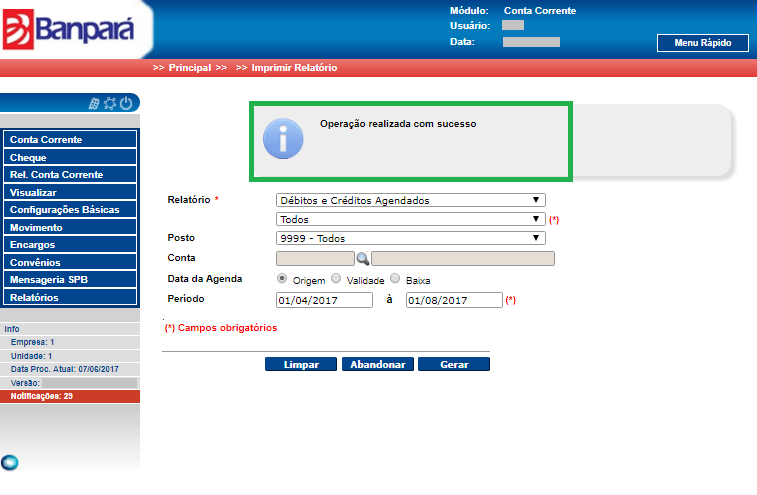 Banpará
Módulo: Conta Corrente
Usuário:
Data:
Menu Rápido
>> Principal >> >> Imprimir Relatório
Conta Corrente
Cheque
Rel. Conta Corrente
Visualizar
Configurações Básicas
Movimento
Encargos
Convênios
Mensageria SPB
Relatórios
Info
Empresa: 1
Unidade: 1
Data Proc. Atual: 07/06/2017
Versão:
Notificações: 29
Operação realizada com sucesso
Relatório * Débitos e Créditos Agendados
Todos (*)
Posto 9999 - Todos
Conta
Data da Agenda Origem Validade Baixa
Período 01/04/2017 à 01/08/2017 (*)
(*) Campos obrigatórios
Limpar Abandonar Gerar